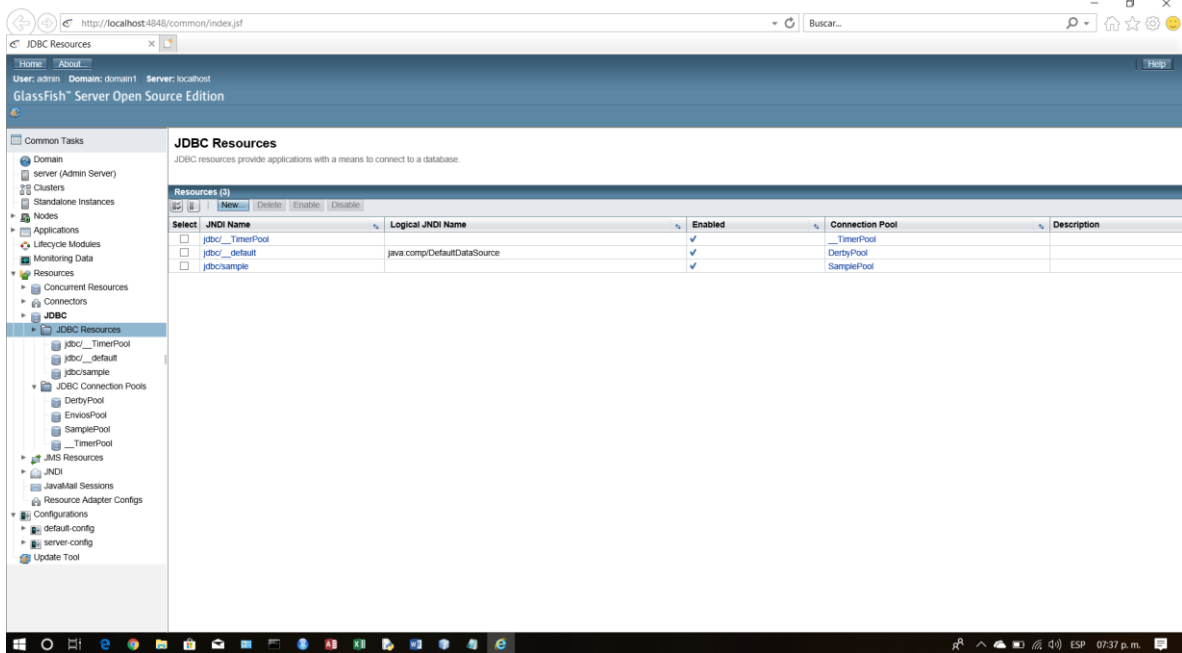 http://localhost:4848/common/index.jsf
Buscar...
JDBC Resources
Home About...
Help
User: admin Domain: domain1 Server: localhost
GlassFish™ Server Open Source Edition
Common Tasks
Domain
server (Admin Server)
Clusters
Standalone Instances
Nodes
Applications
Lifecycle Modules
Monitoring Data
Resources
Concurrent Resources
Connectors
JDBC
JDBC Resources
jdbc/__TimerPool
jdbc/__default
jdbc/sample
JDBC Connection Pools
DerbyPool
EnviosPool
SamplePool
__TimerPool
JMS Resources
JNDI
JavaMail Sessions
Resource Adapter Configs
Configurations
default-config
server-config
Update Tool
JDBC Resources
JDBC resources provide applications with a means to connect to a database.
Resources (3)
New... Delete Enable Disable
Select JNDI Name Logical JNDI Name Enabled Connection Pool Description
jdbc/__TimerPool __TimerPool
jdbc/__default java:comp/DefaultDataSource DerbyPool
jdbc/sample SamplePool
ESP 07:37 p. m.